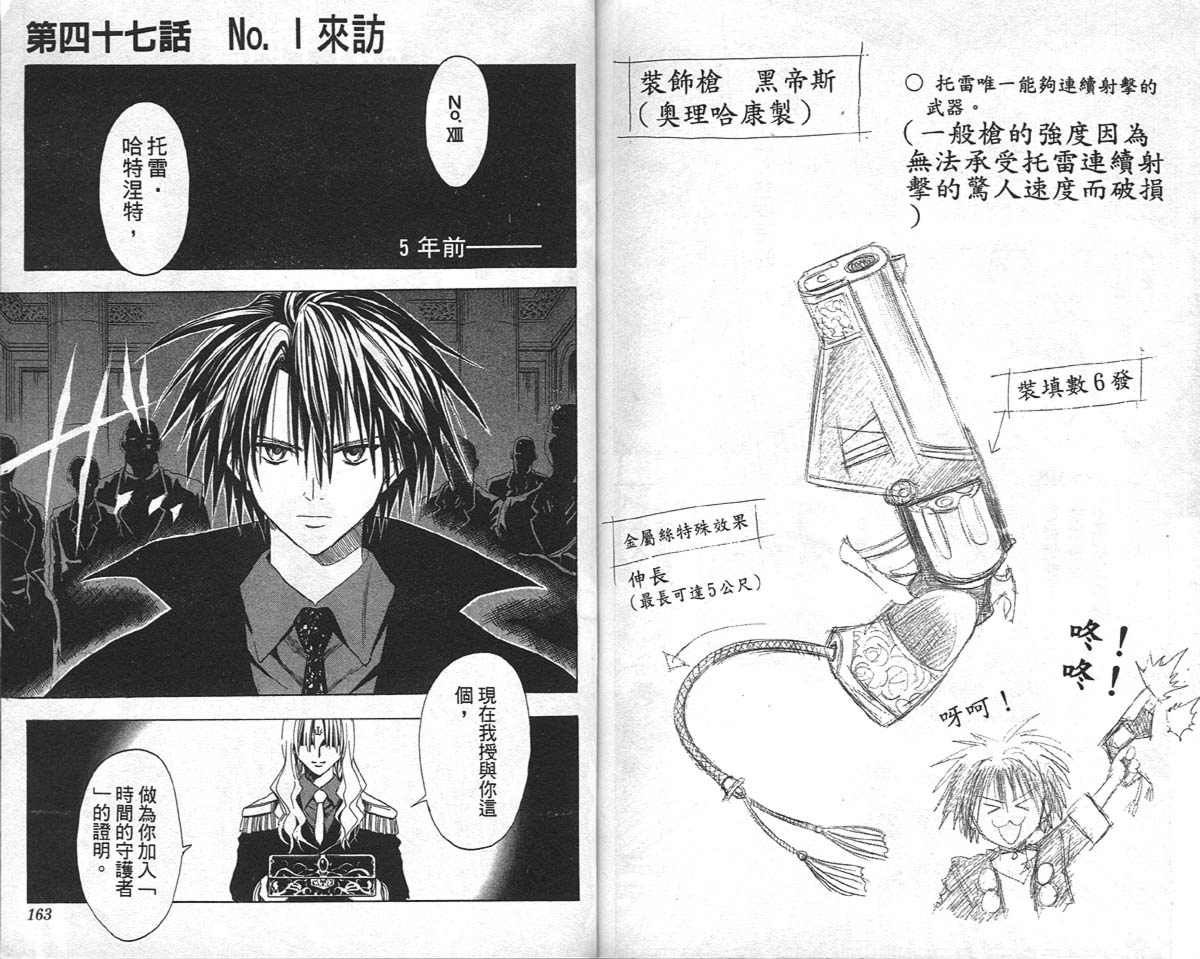 裝飾槍　黑帝斯
(奧理哈康製)
○ 托雷唯一能夠連續射擊的
武器。
(一般槍的強度因為
無法承受托雷連續射
擊的驚人速度而破損
)
裝填數6發
金屬絲特殊效果
伸長
(最長可達5公尺)
咚！
咚！
呀呵！
第四十七話　No. I 來訪
No.
XIII
托雷．
哈特涅特，
5年前——
現在我授與你這
個，
做為你加入「
時間的守護者
」的證明。
163